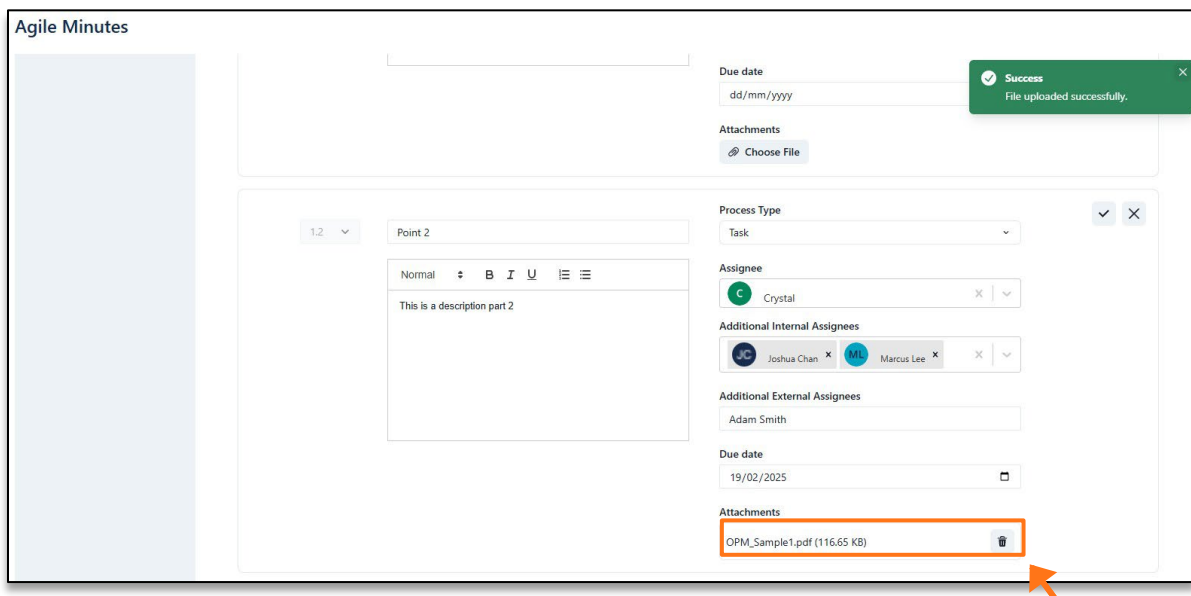 Agile Minutes
Due date
dd/mm/yyyy
Success
File uploaded successfully.
Attachments
Choose File
1.2
Point 2
Process Type
Task
Normal B I U
This is a description part 2
Assignee
C Crystal
Additional Internal Assignees
JC Joshua Chan × ML Marcus Lee ×
Additional External Assignees
Adam Smith
Due date
19/02/2025
Attachments
OPM_Sample1.pdf (116.65 KB)